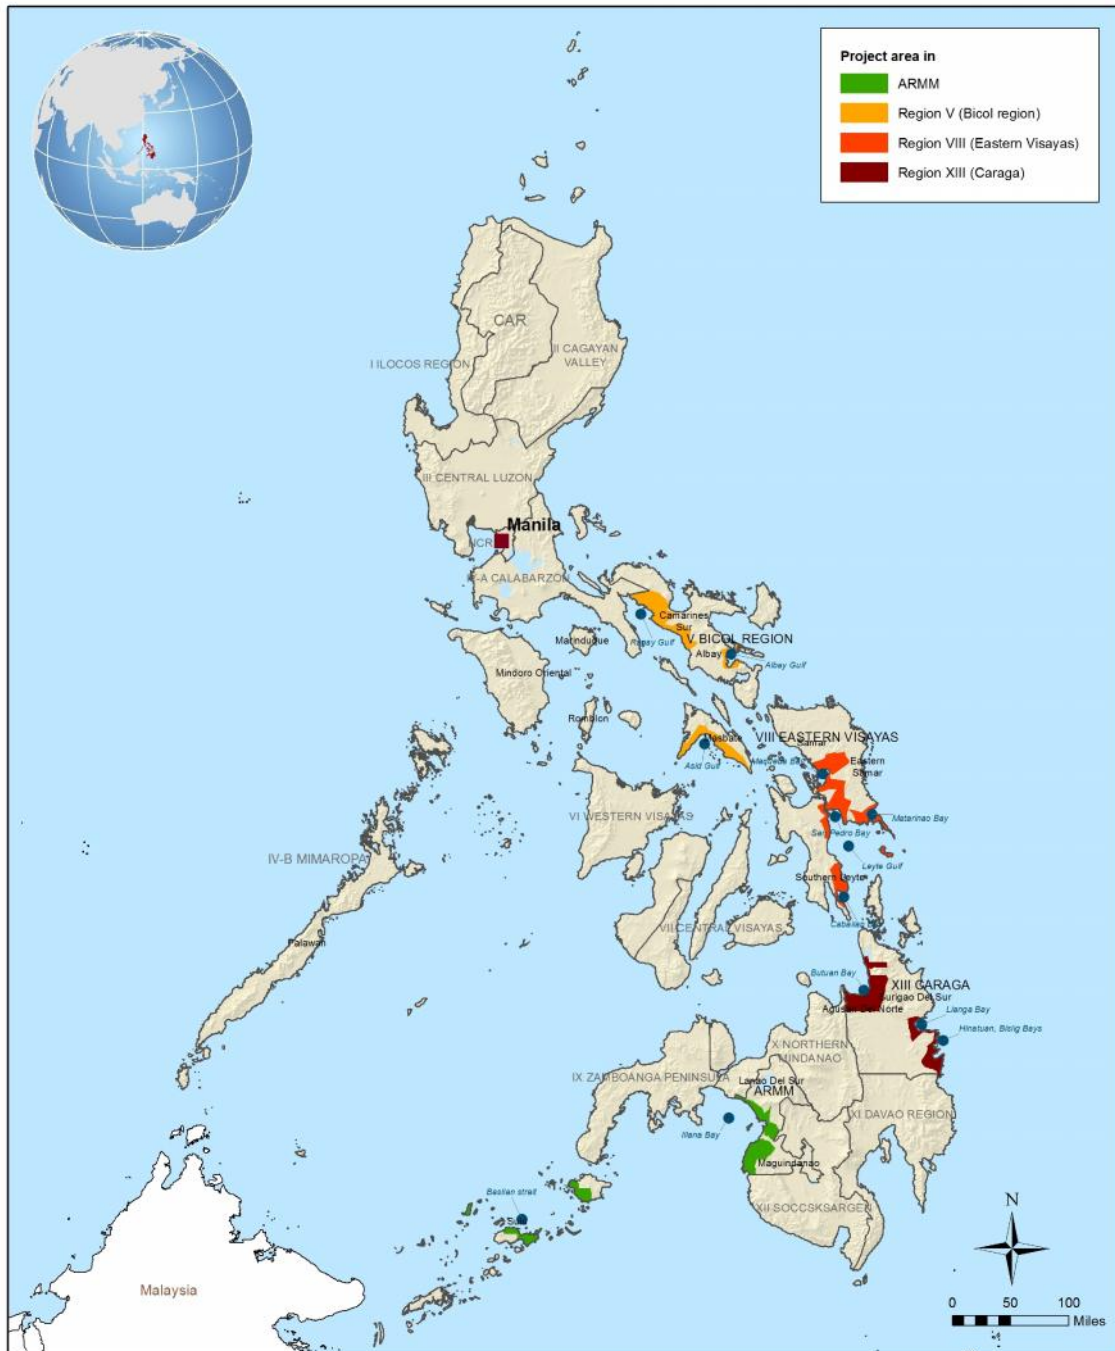 Project area in
ARMM
Region V (Bicol region)
Region VIII (Eastern Visayas)
Region XIII (Caraga)
CAR
II CAGAYAN
VALLEY
I ILOCOS REGION
III CENTRAL LUZON
Manila
NCR
IV-A CALABARZON
Camarines
Sur
Ragay Gulf
V BICOL REGION
Marinduque
Albay
Albay Gulf
Mindoro Oriental
Romblon
Masbate
Asid Gulf
VIII EASTERN VISAYAS
Samar
Maqueda Bay
Eastern
Samar
VI WESTERN VISAYAS
Matarinao Bay
San Pedro Bay
Leyte Gulf
IV-B MIMAROPA
Southern Leyte
VII CENTRAL VISAYAS
Palawan
Butuan Bay
XIII CARAGA
Surigao Del Sur
Agusan Del Norte
Lianga Bay
Hinatuan, Bislig Bays
X NORTHERN
MINDANAO
IX ZAMBOANGA PENINSULA
Lanao Del Sur
ARMM
XI DAVAO REGION
Illana Bay
Maguindanao
Basilan strait
Sulu
XII SOCCSKSARGEN
N
Malaysia
0 50 100
Miles